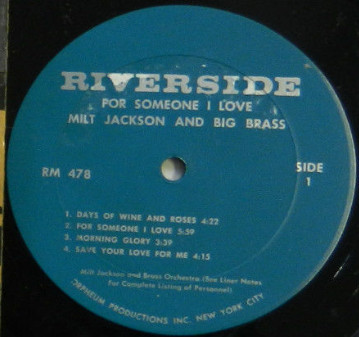 RIVERSIDE
FOR SOMEONE I LOVE
MILT JACKSON AND BIG BRASS
RM 478
SIDE
1
1. DAYS OF WINE AND ROSES 4:22
2. FOR SOMEONE I LOVE 5:59
3. MORNING GLORY 3:39
4. SAVE YOUR LOVE FOR ME 4:15
Milt Jackson and Brass Orchestra (See Liner Notes
For Complete Listing of Personnel)
ORPHEUM PRODUCTIONS INC. NEW YORK CITY